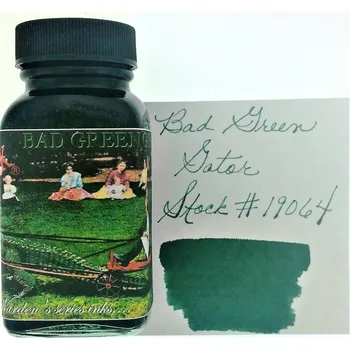 BAD GREEN G
Warden's series inks...
Bad Green
Gator
Stock # 19064